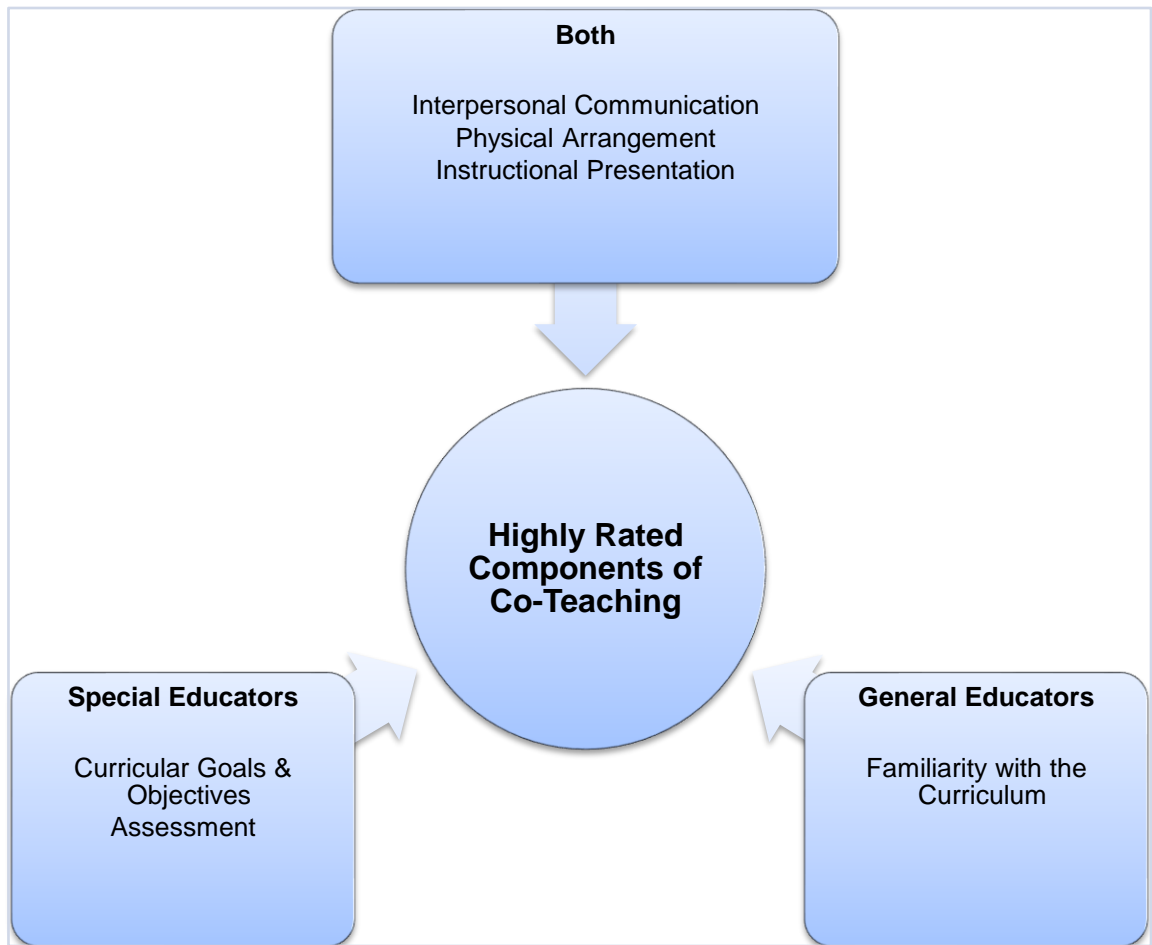 Both
Interpersonal Communication
Physical Arrangement
Instructional Presentation
Highly Rated
Components of
Co-Teaching
Special Educators
Curricular Goals &
Objectives
Assessment
General Educators
Familiarity with the
Curriculum